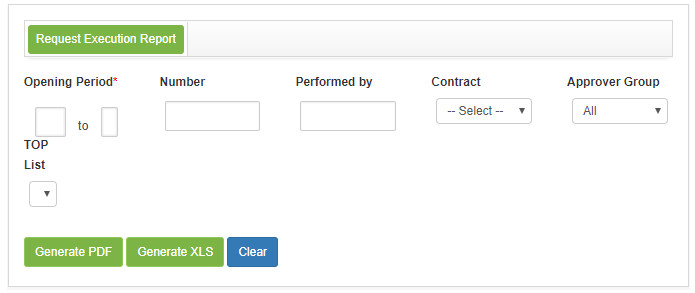 Request Execution Report
Opening Period* Number Performed by Contract Approver Group
to -- Select -- All
TOP
List
Generate PDF Generate XLS Clear